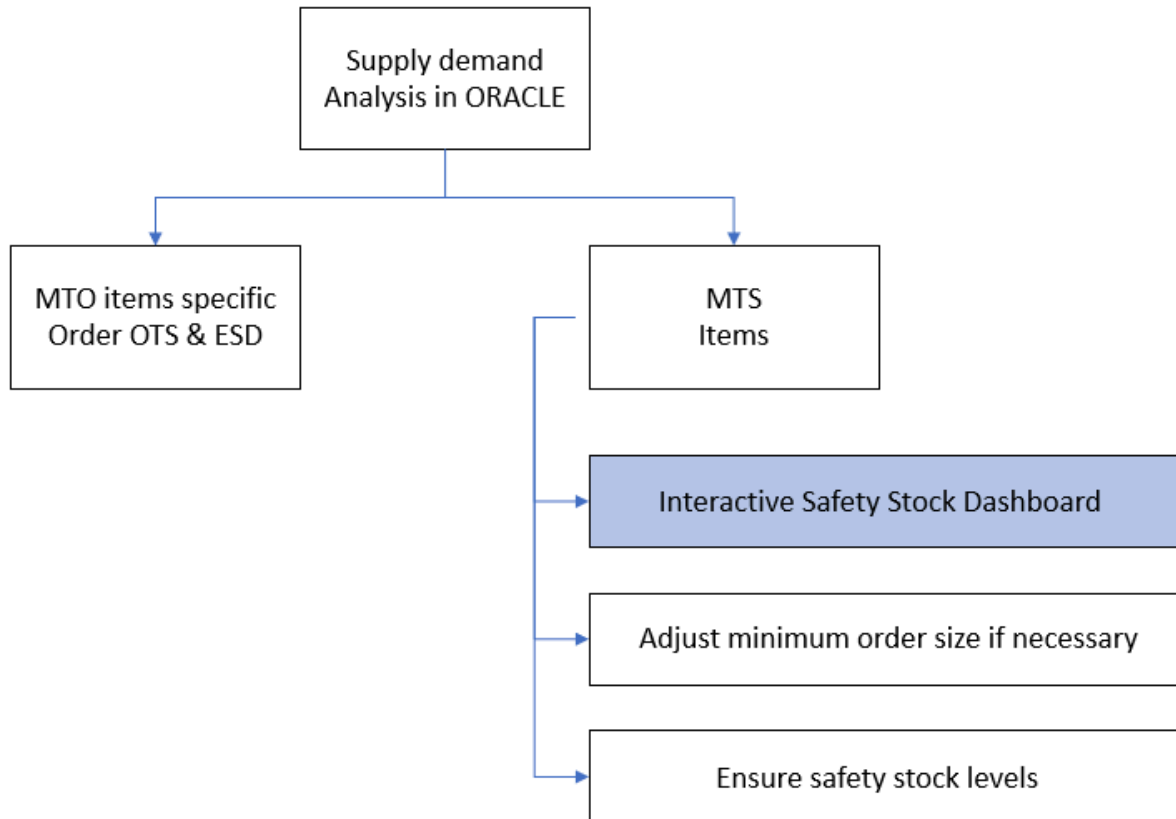 Supply demand
Analysis in ORACLE
MTO items specific
Order OTS & ESD
MTS
Items
Interactive Safety Stock Dashboard
Adjust minimum order size if necessary
Ensure safety stock levels